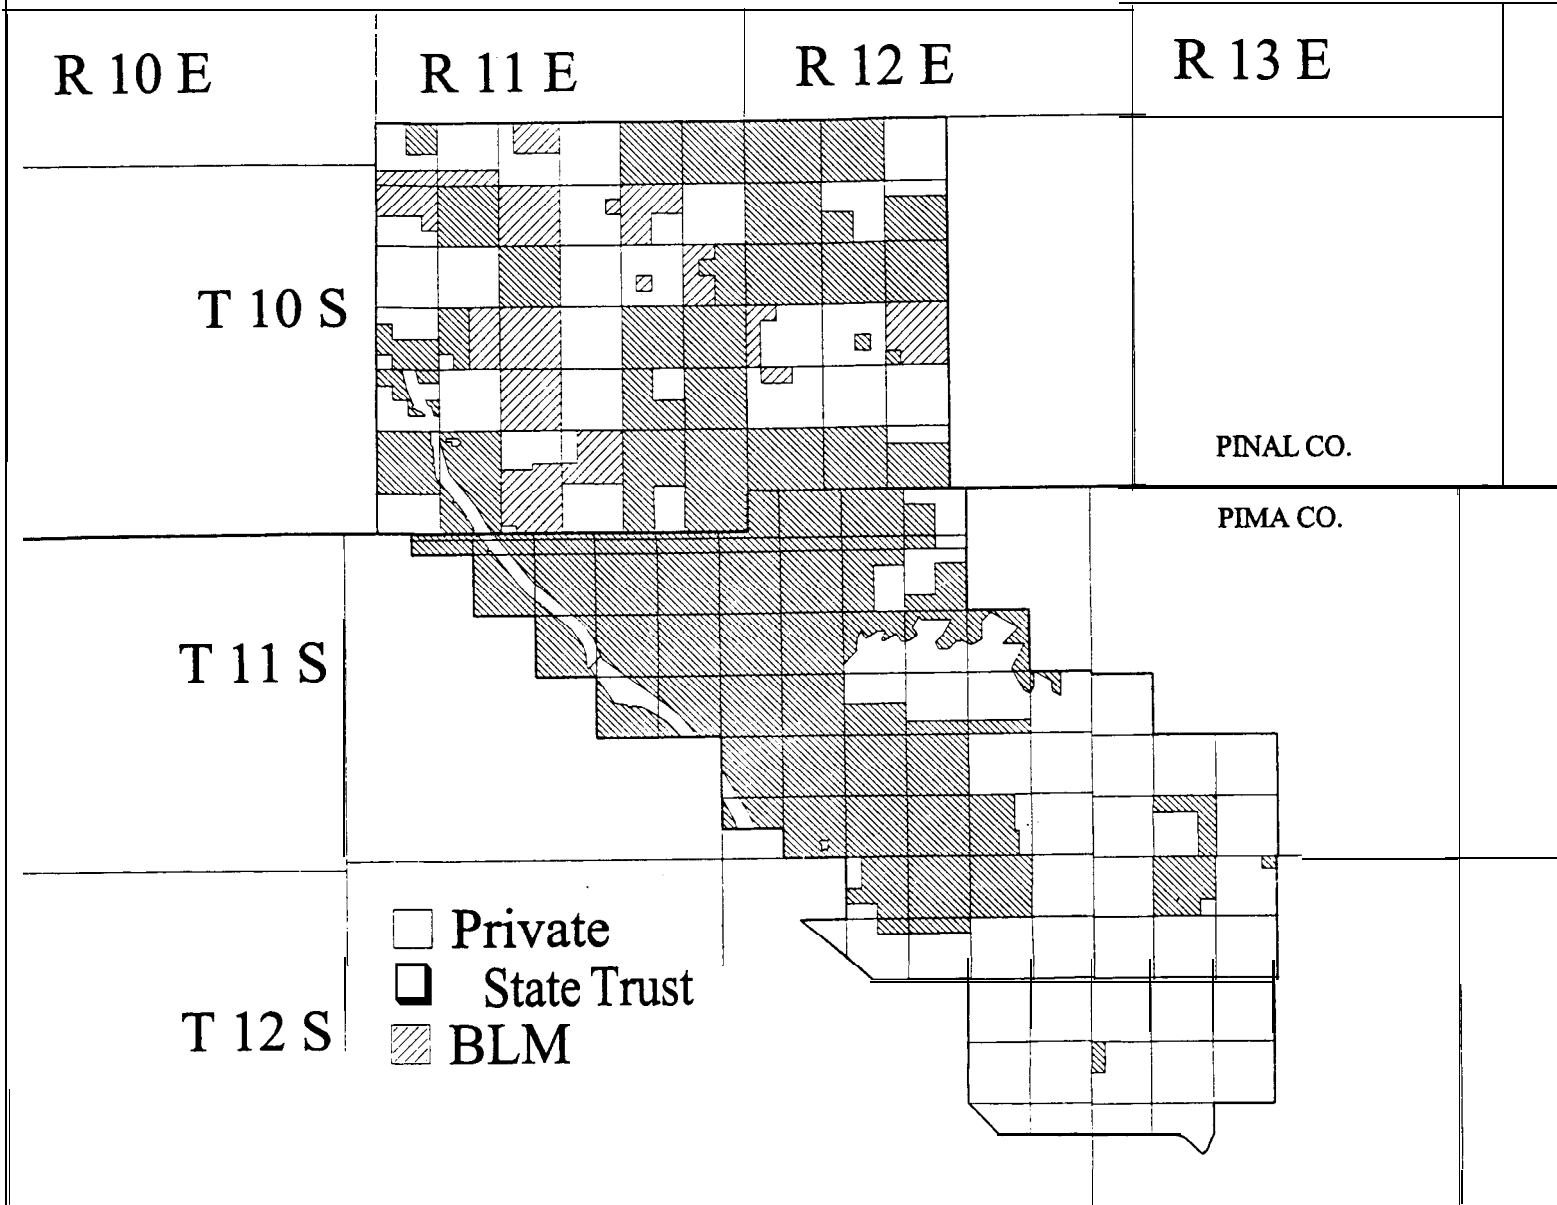 R 10 E
R 11 E
R 12 E
R 13 E
T 10 S
PINAL CO.
PIMA CO.
T 11 S
Private
State Trust
T 12 S
BLM